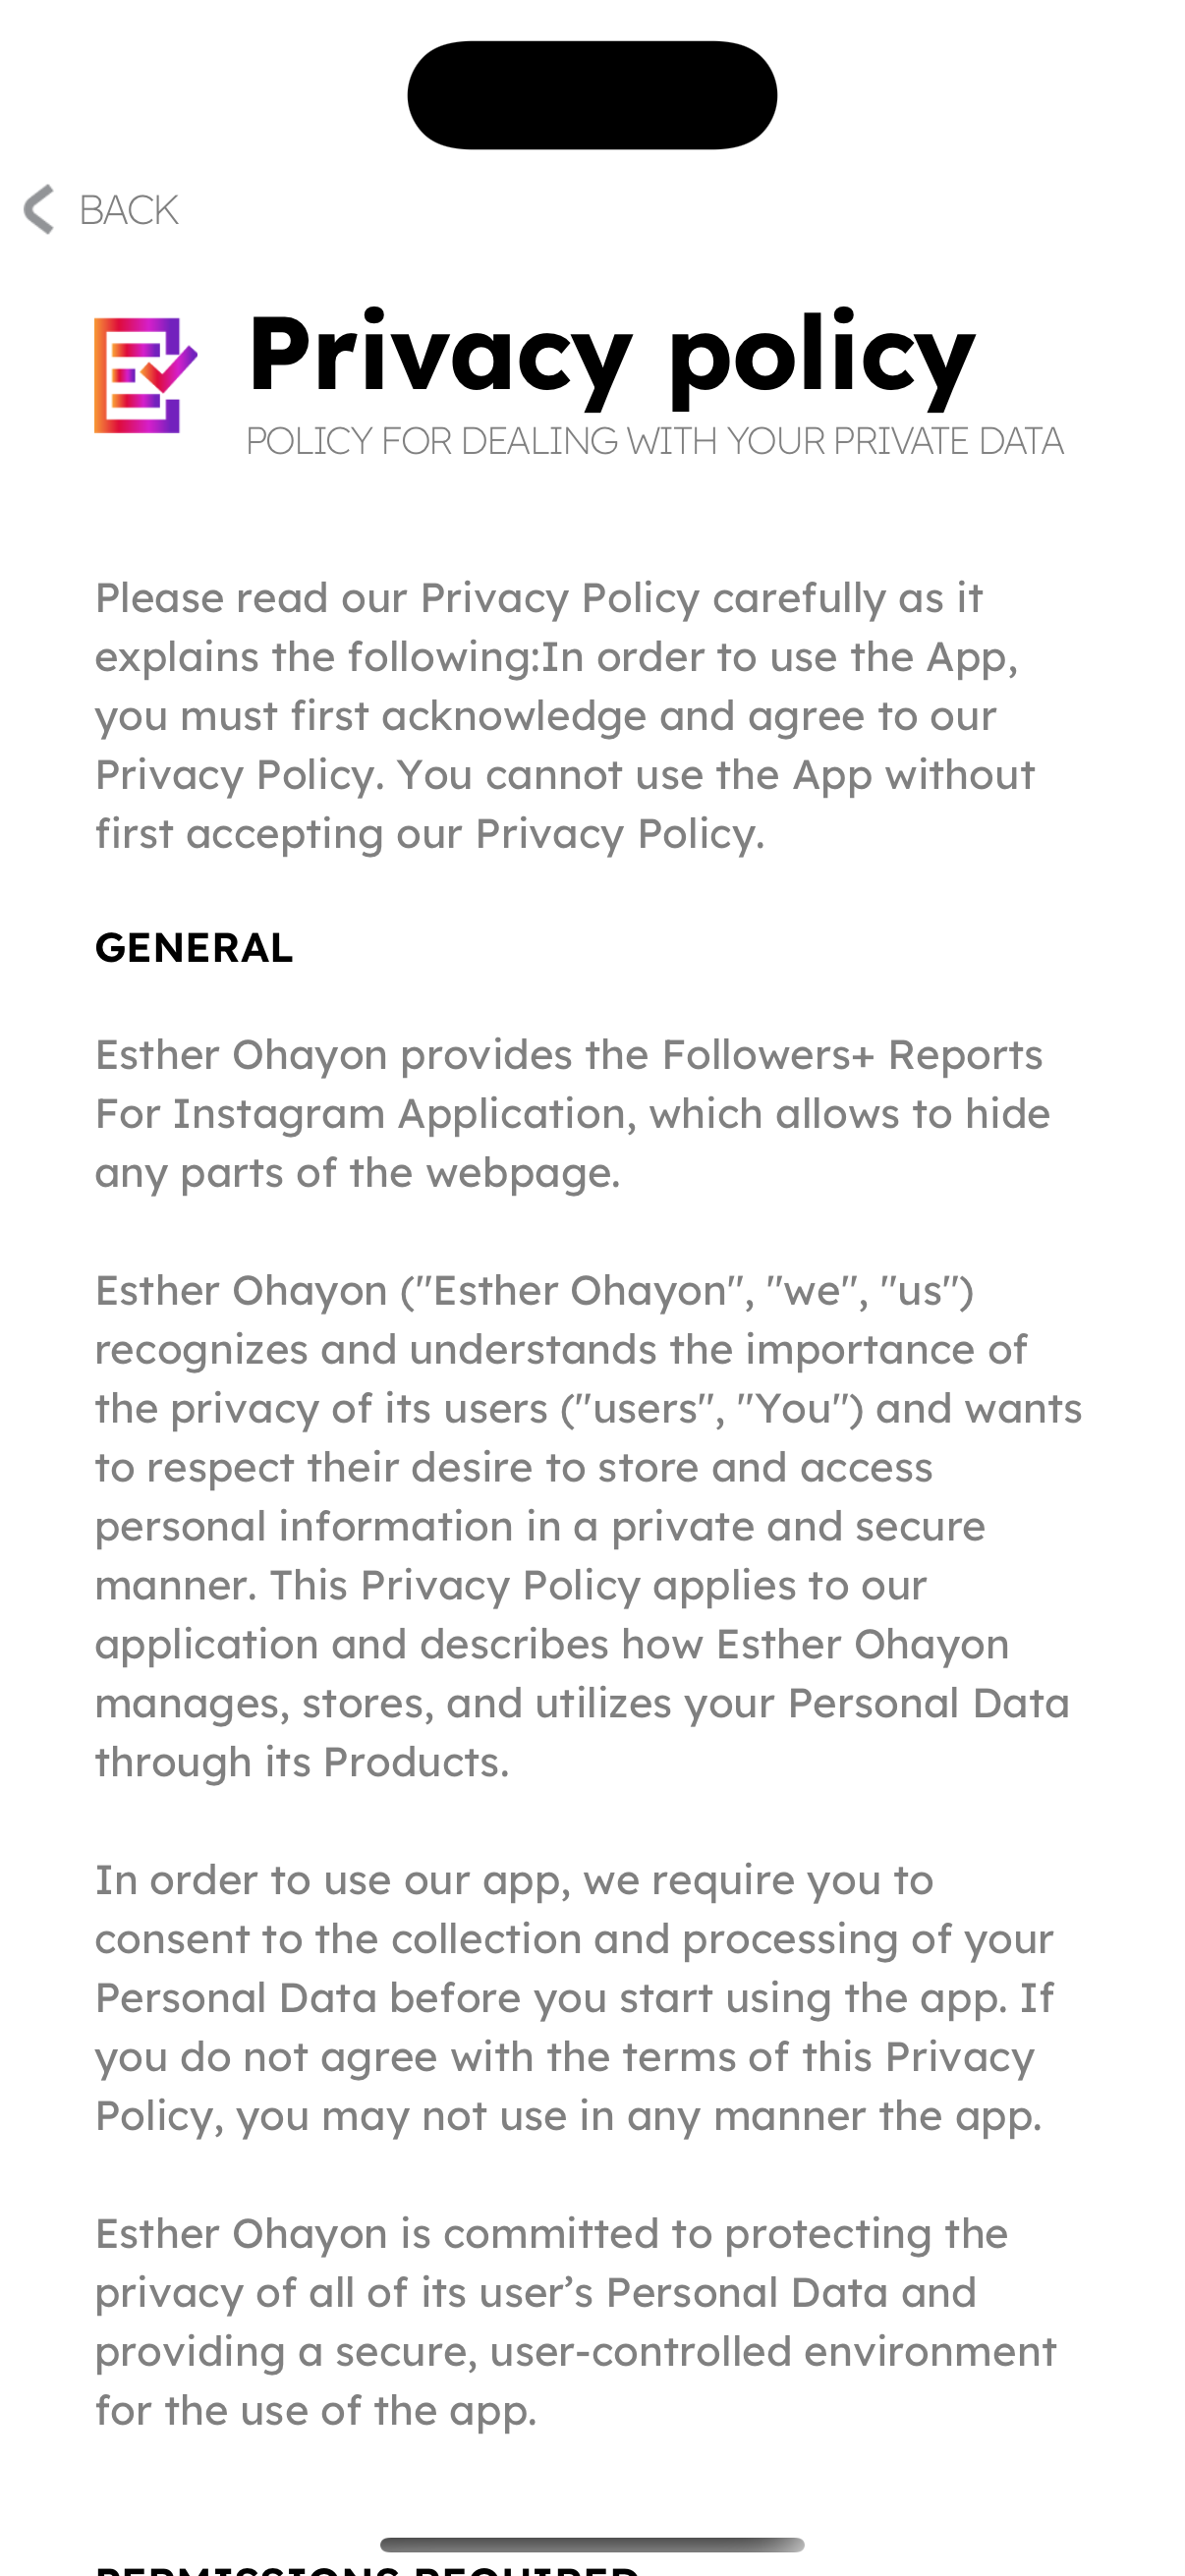 BACK
Privacy policy
POLICY FOR DEALING WITH YOUR PRIVATE DATA
Please read our Privacy Policy carefully as it
explains the following:In order to use the App,
you must first acknowledge and agree to our
Privacy Policy. You cannot use the App without
first accepting our Privacy Policy.
GENERAL
Esther Ohayon provides the Followers+ Reports
For Instagram Application, which allows to hide
any parts of the webpage.
Esther Ohayon ("Esther Ohayon", "we", "us")
recognizes and understands the importance of
the privacy of its users ("users", "You") and wants
to respect their desire to store and access
personal information in a private and secure
manner. This Privacy Policy applies to our
application and describes how Esther Ohayon
manages, stores, and utilizes your Personal Data
through its Products.
In order to use our app, we require you to
consent to the collection and processing of your
Personal Data before you start using the app. If
you do not agree with the terms of this Privacy
Policy, you may not use in any manner the app.
Esther Ohayon is committed to protecting the
privacy of all of its user’s Personal Data and
providing a secure, user-controlled environment
for the use of the app.
PERMISSIONS REQUIRED